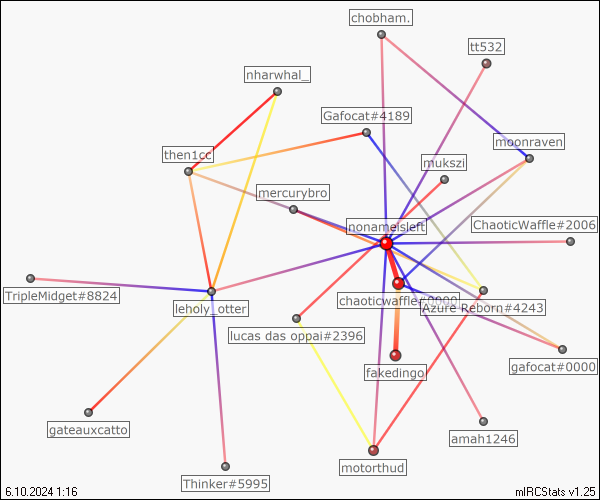 chobham.
tt532
nharwhal_
Gafocat#4189
moonraven
then1cc
mukszi
mercurybro
nonameisleft
ChaoticWaffle#2006
TripleMidget#8824
chaoticwaffle#0000
leholy_otter
Azure Reborn#4243
lucas das oppai#2396
gafocat#0000
fakedingo
gateauxcatto
amah1246
motorthud
Thinker#5995
6.10.2024 1:16
mIRCStats v1.25